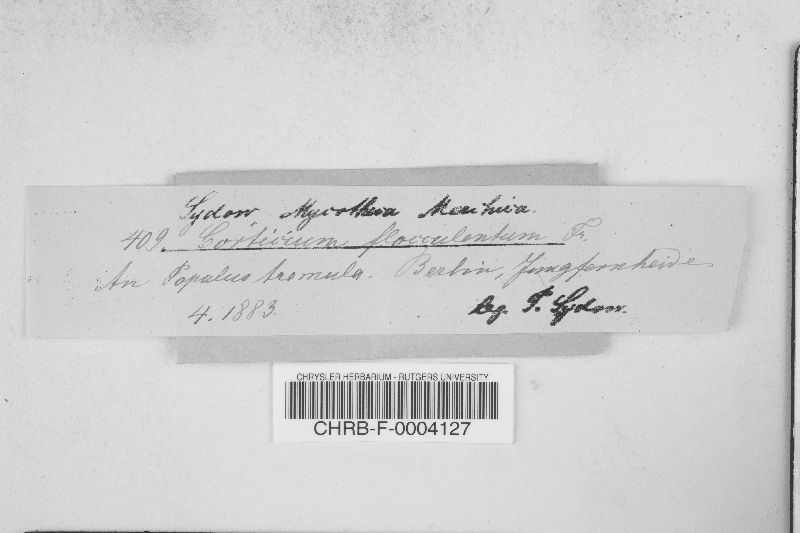 Sydow, Mycotheca Marchica.
409. Corticium flocculentum Fr.
An Populus tremula. Berlin, Jungfernheide
4. 1883. leg. P. Sydow.
CHRYSLER HERBARIUM - RUTGERS UNIVERSITY
CHRB-F-0004127